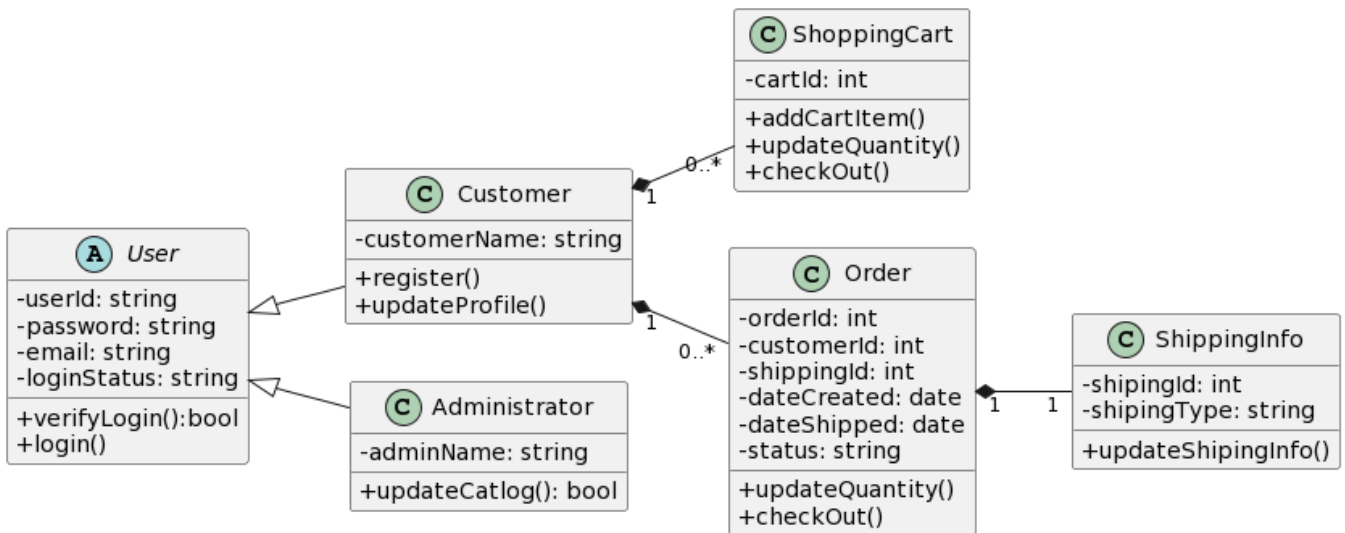 C ShoppingCart
-cartId: int
+addCartItem()
+updateQuantity()
+checkOut()
0..*
1
C Customer
-customerName: string
+register()
+updateProfile()
A User
-userId: string
-password: string
-email: string
-loginStatus: string
+verifyLogin():bool
+login()
1
0..*
C Order
-orderId: int
-customerId: int
-shippingId: int
-dateCreated: date
-dateShipped: date
-status: string
+updateQuantity()
+checkOut()
1
1
C ShippingInfo
-shipingId: int
-shipingType: string
+updateShipingInfo()
C Administrator
-adminName: string
+updateCatlog(): bool